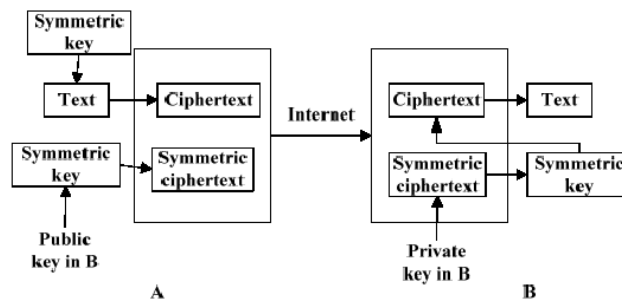 Symmetric
key
Text
Ciphertext
Symmetric
key
Symmetric
ciphertext
Public
key in B
A
Internet
Ciphertext
Text
Symmetric
ciphertext
Symmetric
key
Private
key in B
B